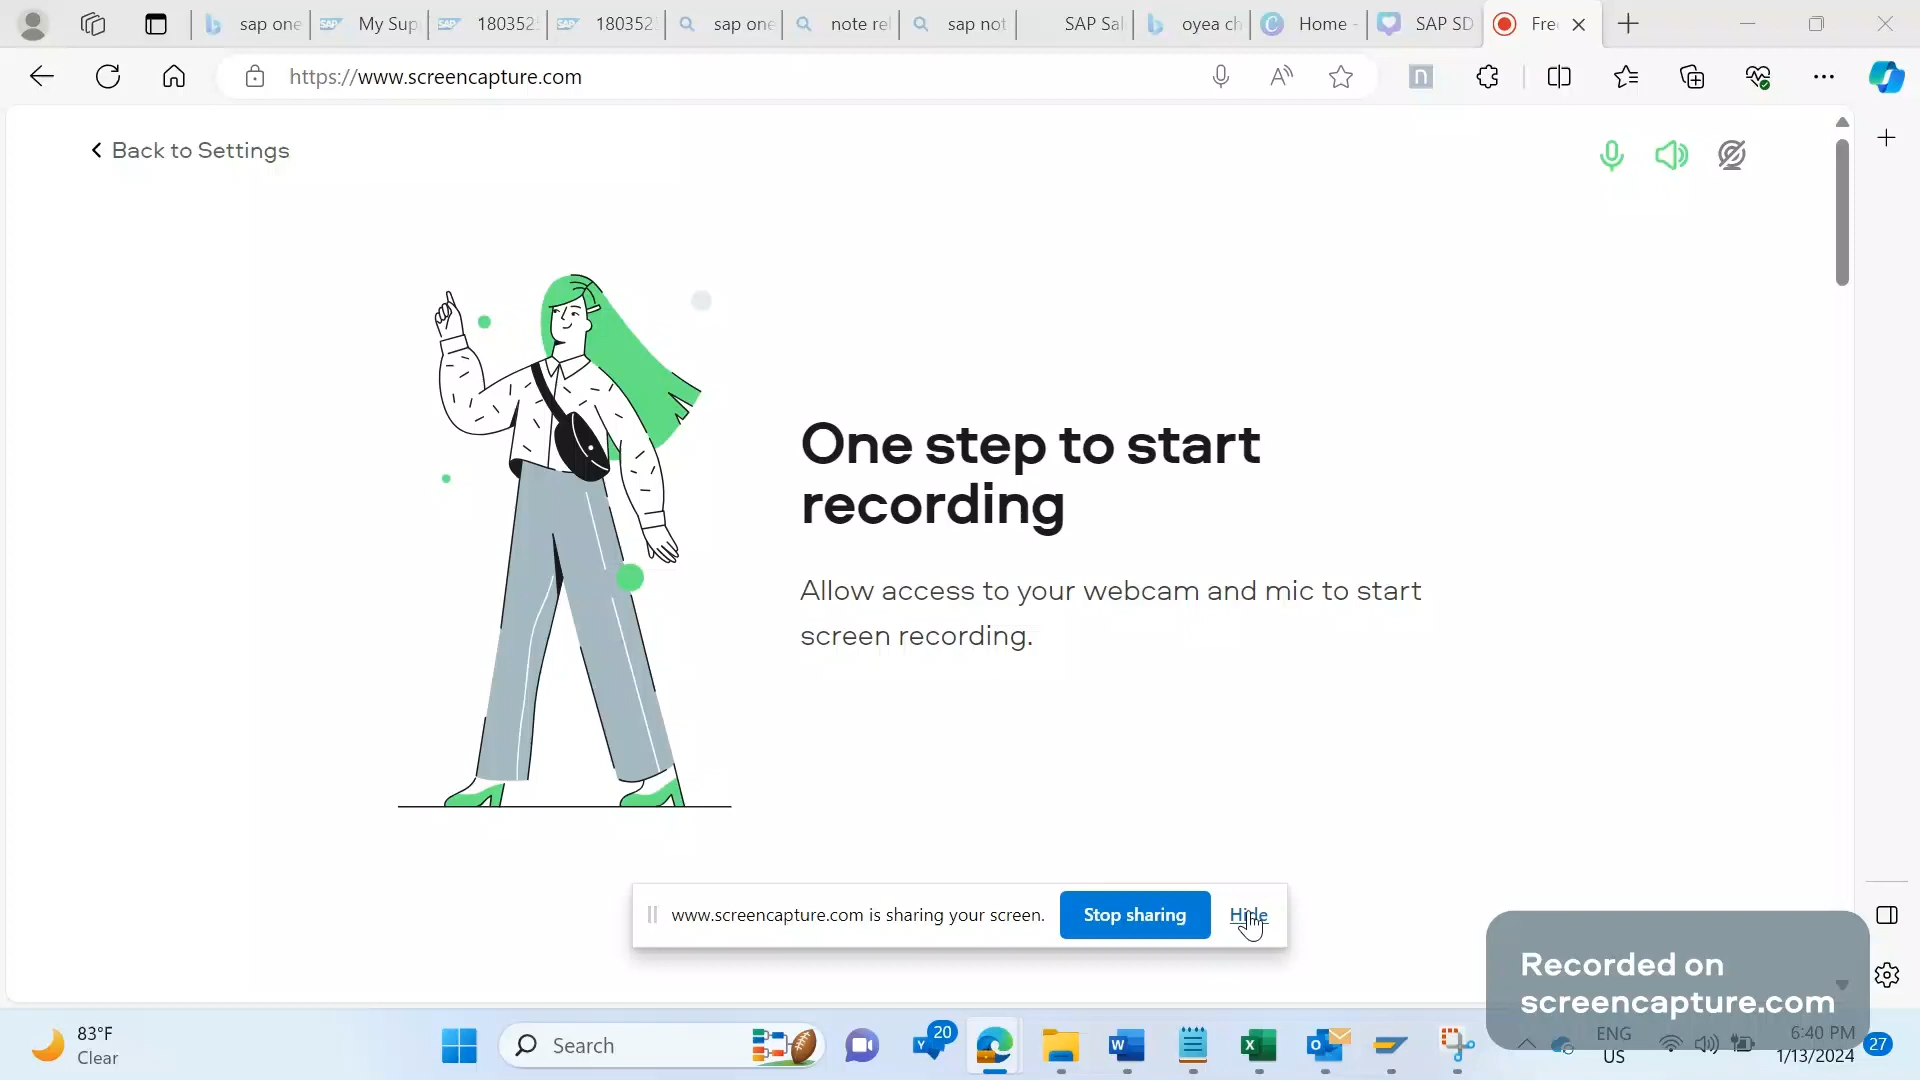 sap one
My Sup
180352
180352
sap one
note rel
sap not
SAP Sal
oyea ch
Home -
SAP SD
Fre
https://www.screencapture.com
Back to Settings
One step to start
recording
Allow access to your webcam and mic to start
screen recording.
www.screencapture.com is sharing your screen.
Stop sharing
Hide
Recorded on
screencapture.com
83°F
Clear
Search
20
ENG
US
6:40 PM
1/13/2024
27